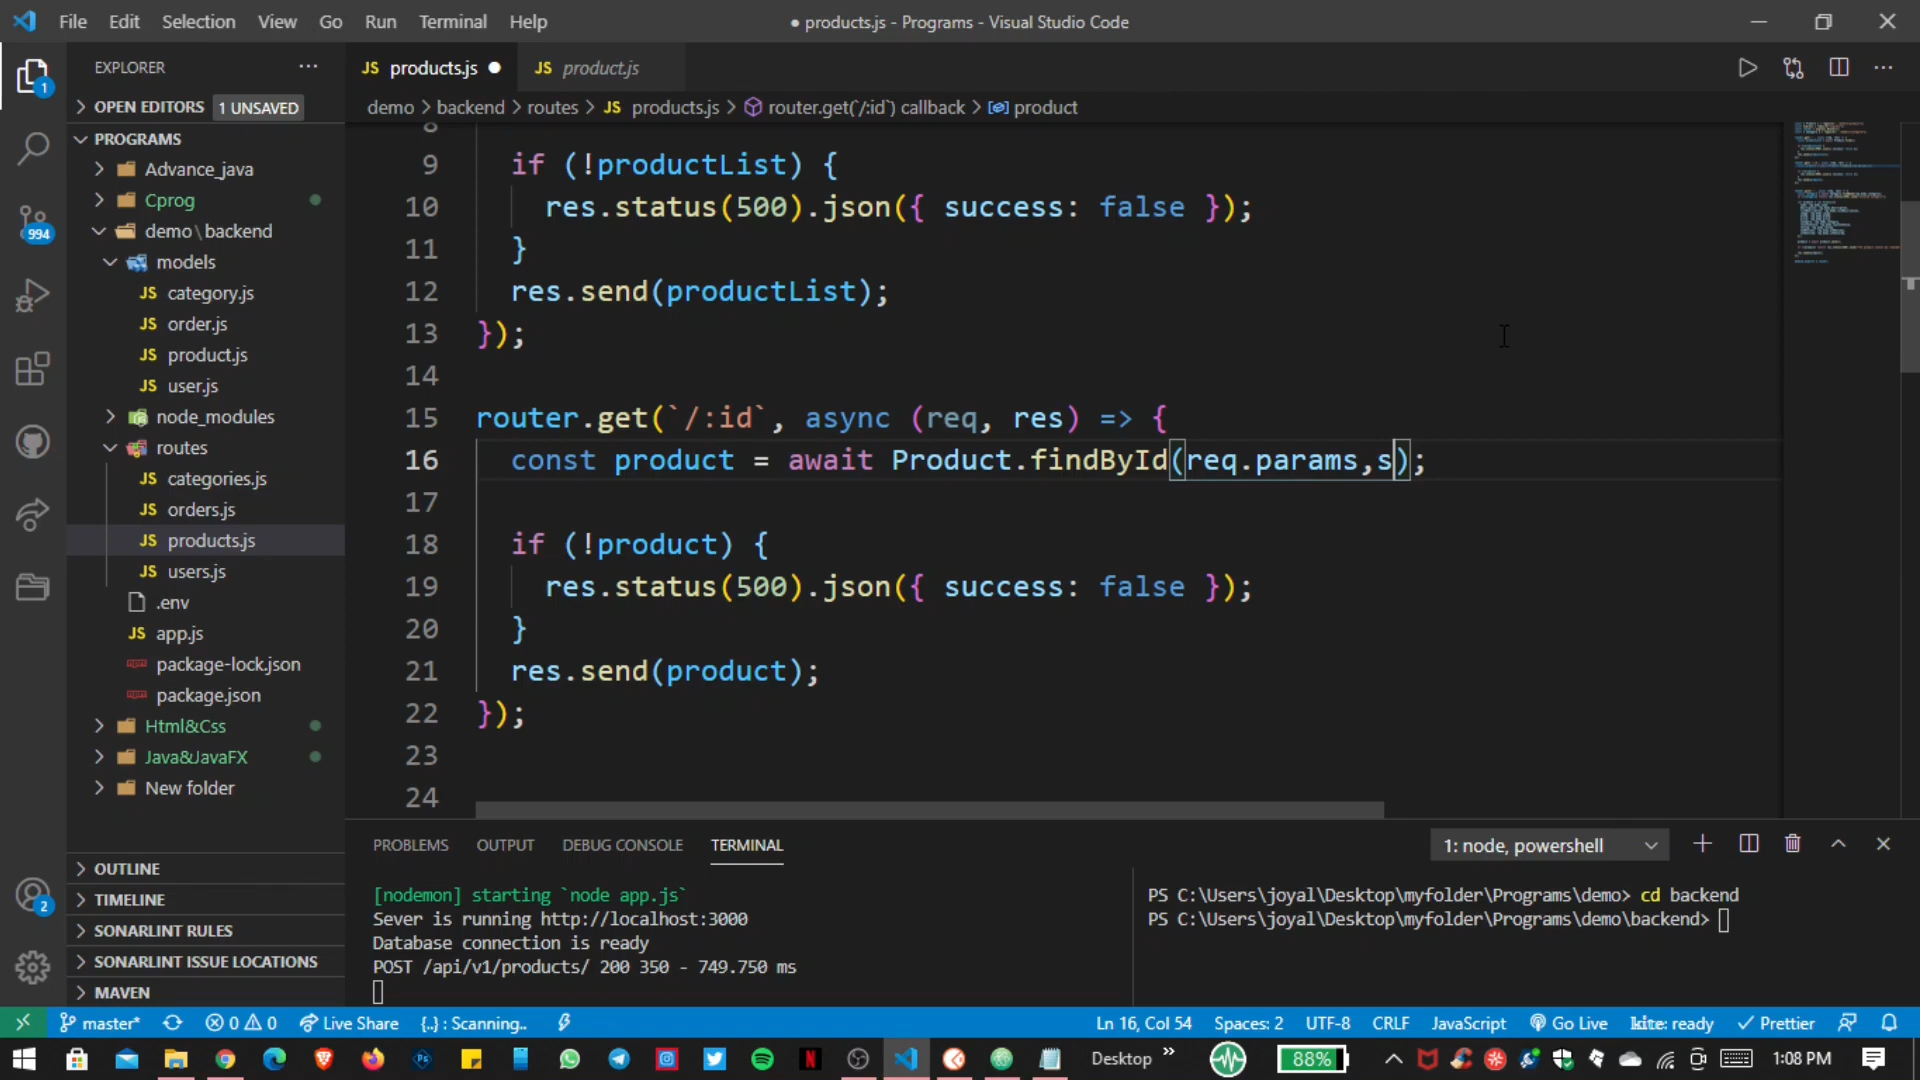 File Edit Selection View Go Run Terminal Help
● products.js - Programs - Visual Studio Code
EXPLORER
1
OPEN EDITORS 1 UNSAVED
PROGRAMS
Advance_java
Cprog
demo\backend
models
JS category.js
JS order.js
JS product.js
JS user.js
node_modules
routes
JS categories.js
JS orders.js
JS products.js
JS users.js
.env
JS app.js
package-lock.json
package.json
Html&Css
Java&JavaFX
New folder
OUTLINE
TIMELINE
SONARLINT RULES
SONARLINT ISSUE LOCATIONS
MAVEN
994
2
JS products.js ●
JS product.js
demo > backend > routes > JS products.js > router.get('/:id') callback > product
8
9 if (!productList) {
10 res.status(500).json({ success: false });
11 }
12 res.send(productList);
13 });
14
15 router.get(`/:id`, async (req, res) => {
16 const product = await Product.findById(req.params,s);
17
18 if (!product) {
19 res.status(500).json({ success: false });
20 }
21 res.send(product);
22 });
23
24
PROBLEMS OUTPUT DEBUG CONSOLE TERMINAL
1: node, powershell
[nodemon] starting `node app.js`
Sever is running http://localhost:3000
Database connection is ready
POST /api/v1/products/ 200 350 - 749.750 ms
PS C:\Users\joyal\Desktop\myfolder\Programs\demo> cd backend
PS C:\Users\joyal\Desktop\myfolder\Programs\demo\backend>
master* 0 0 Live Share {..} : Scanning..
Ln 16, Col 54 Spaces: 2 UTF-8 CRLF JavaScript Go Live kite: ready Prettier
Desktop » 88% 1:08 PM